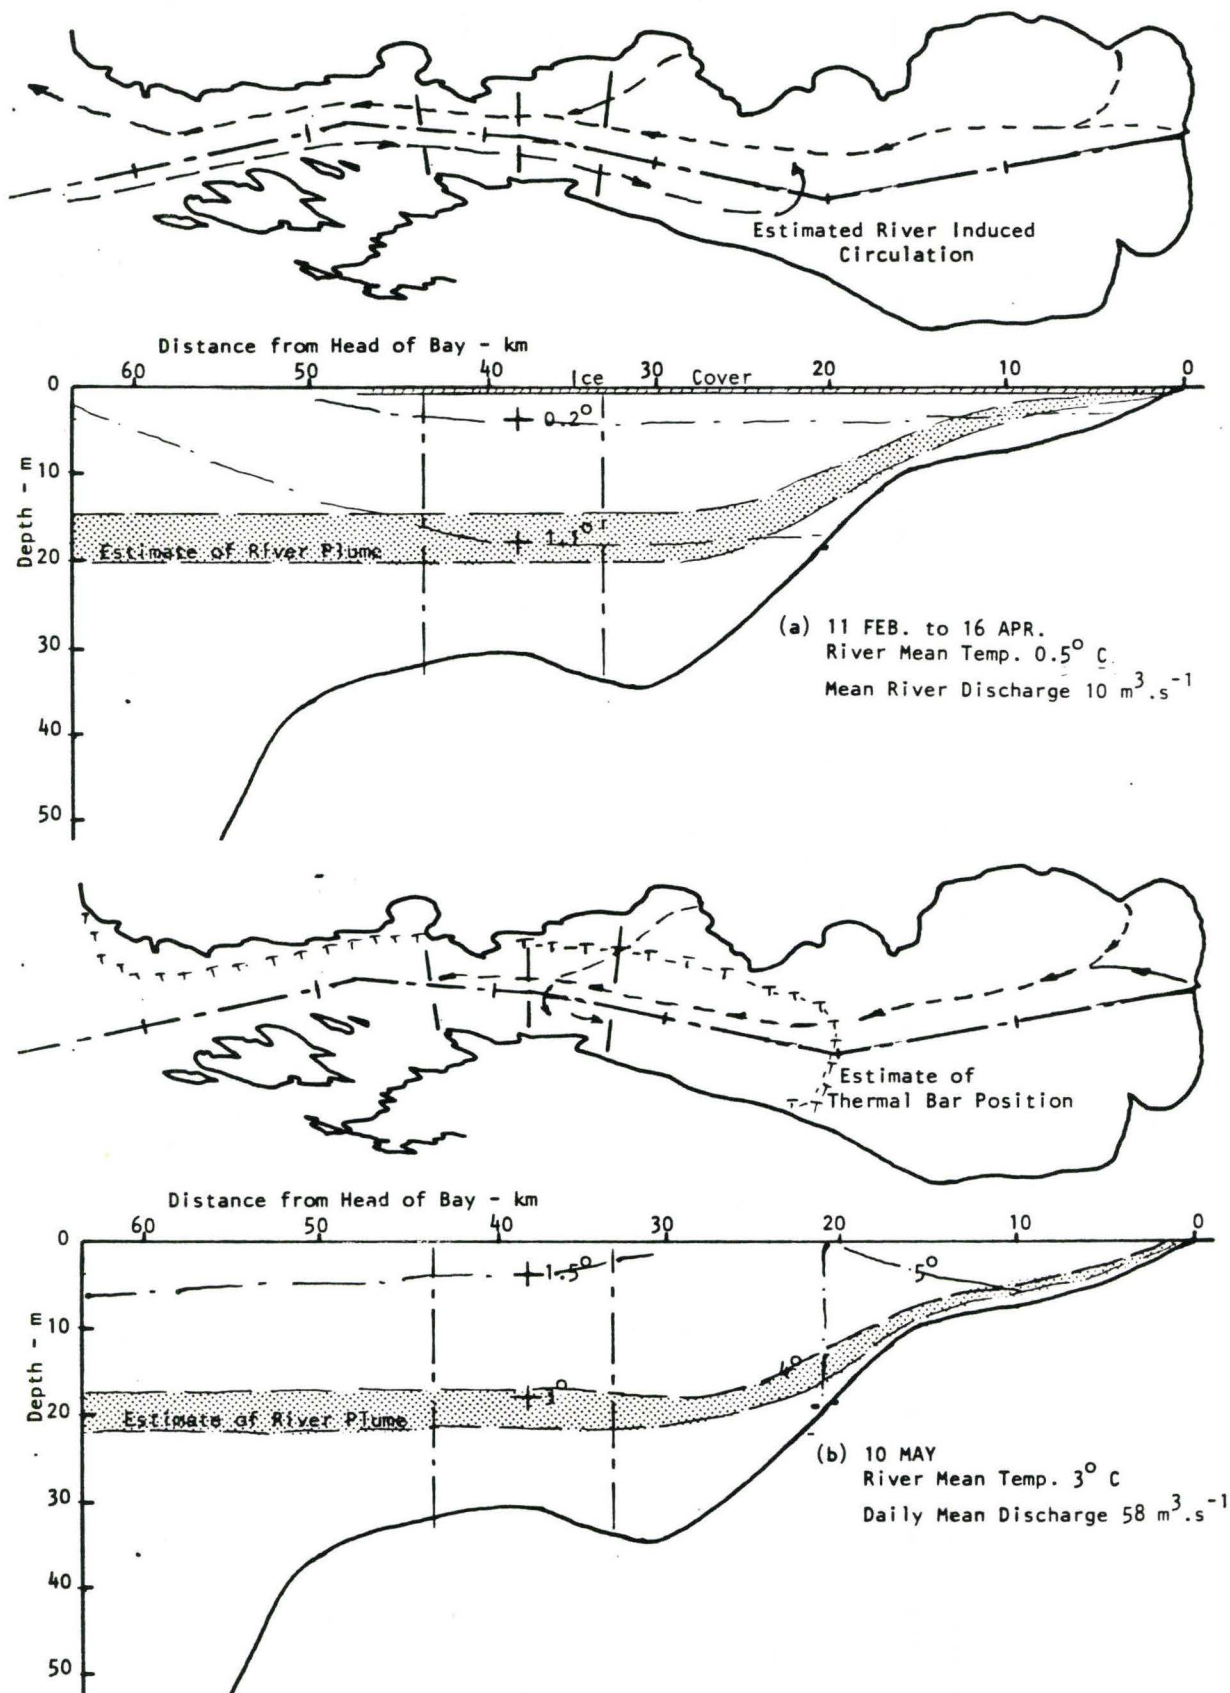 Estimated River Induced
Circulation
Distance from Head of Bay - km
60 50 40 30 20 10 0
Ice Cover
0
10
20
30
40
50
Depth - m
0.2°
1.1°
Estimate of River Plume
(a) 11 FEB. to 16 APR.
River Mean Temp. 0.5° C.
Mean River Discharge 10 m³.s⁻¹
Estimate of
Thermal Bar Position
Distance from Head of Bay - km
60 50 40 30 20 10 0
0
10
20
30
40
50
Depth - m
1.5°
5°
4°
3°
Estimate of River Plume
(b) 10 MAY
River Mean Temp. 3° C
Daily Mean Discharge 58 m³.s⁻¹